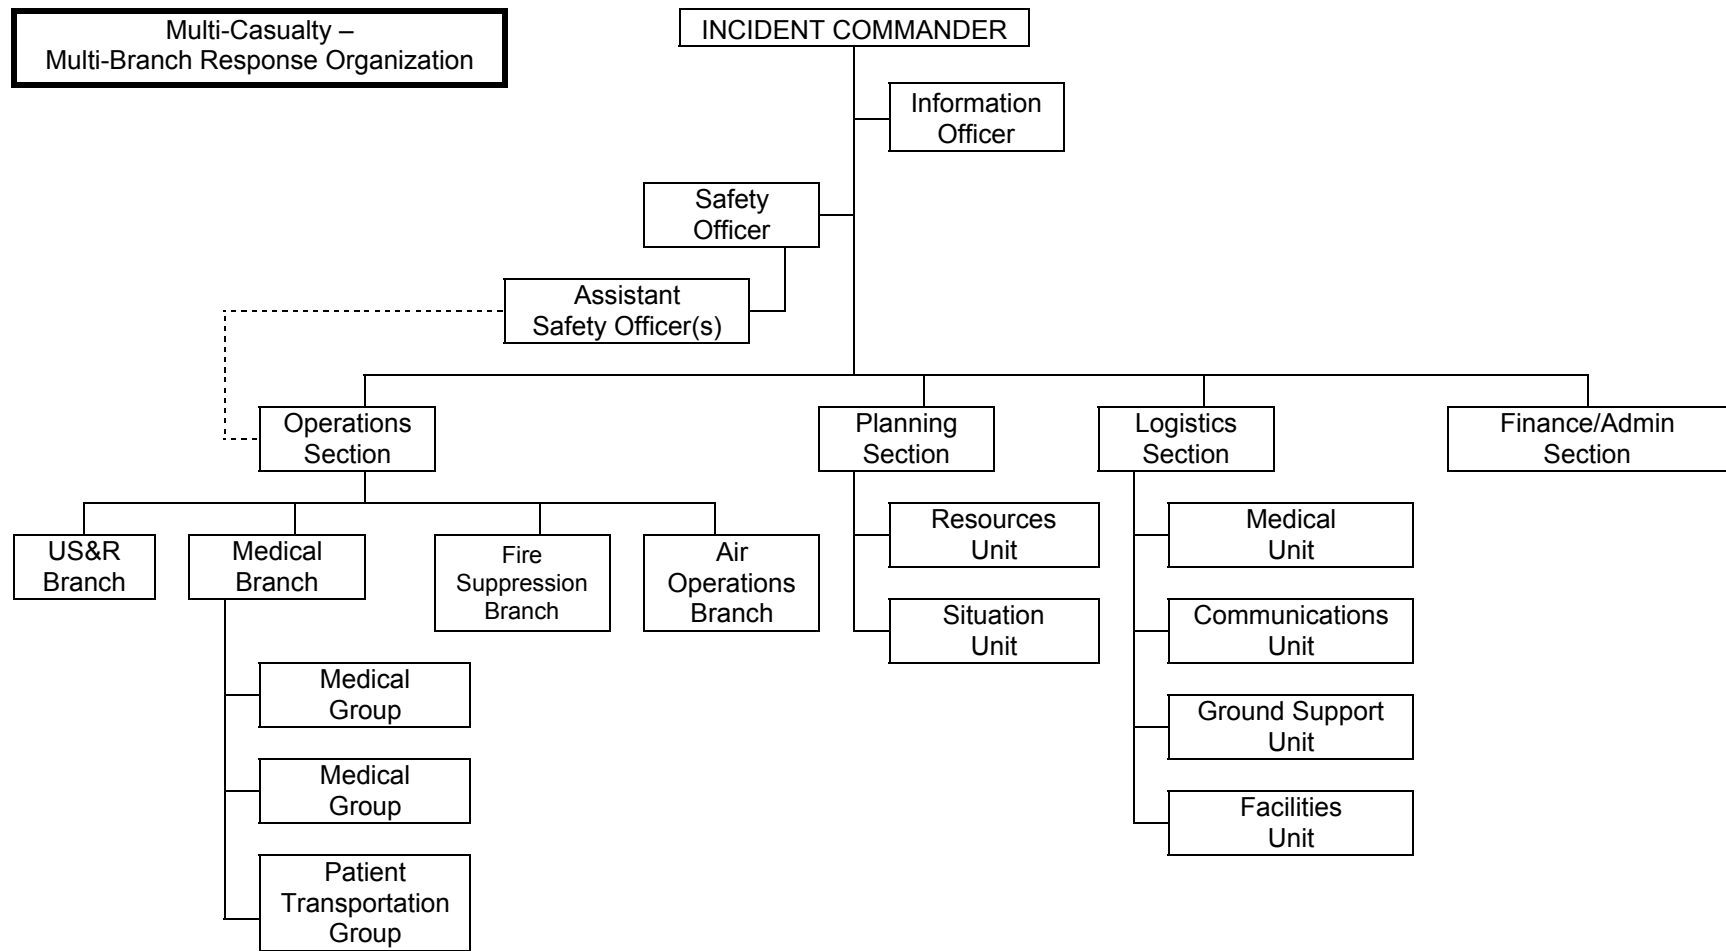 Multi-Casualty –
Multi-Branch Response Organization
INCIDENT COMMANDER
Information
Officer
Safety
Officer
Assistant
Safety Officer(s)
Operations
Section
Planning
Section
Logistics
Section
Finance/Admin
Section
US&R
Branch
Medical
Branch
Fire
Suppression
Branch
Air
Operations
Branch
Resources
Unit
Situation
Unit
Medical
Unit
Communications
Unit
Ground Support
Unit
Facilities
Unit
Medical
Group
Medical
Group
Patient
Transportation
Group